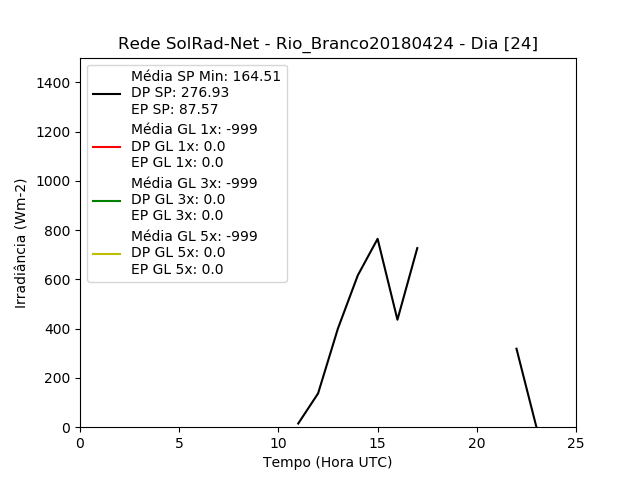 Rede SolRad-Net - Rio_Branco20180424 - Dia [24]
Média SP Min: 164.51
DP SP: 276.93
EP SP: 87.57
Média GL 1x: -999
DP GL 1x: 0.0
EP GL 1x: 0.0
Média GL 3x: -999
DP GL 3x: 0.0
EP GL 3x: 0.0
Média GL 5x: -999
DP GL 5x: 0.0
EP GL 5x: 0.0
Irradiância (Wm-2)
1400
1200
1000
800
600
400
200
0
0 5 10 15 20 25
Tempo (Hora UTC)